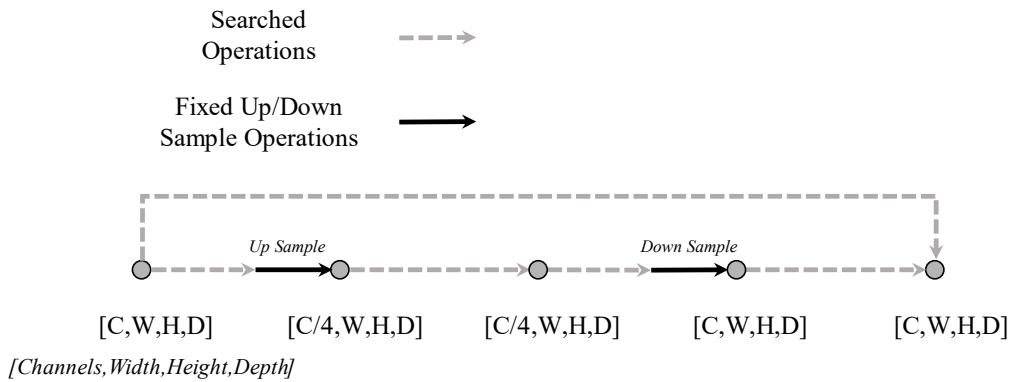 Searched
Operations
Fixed Up/Down
Sample Operations
Up Sample
Down Sample
[C,W,H,D]
[C/4,W,H,D]
[C/4,W,H,D]
[C,W,H,D]
[C,W,H,D]
[Channels,Width,Height,Depth]